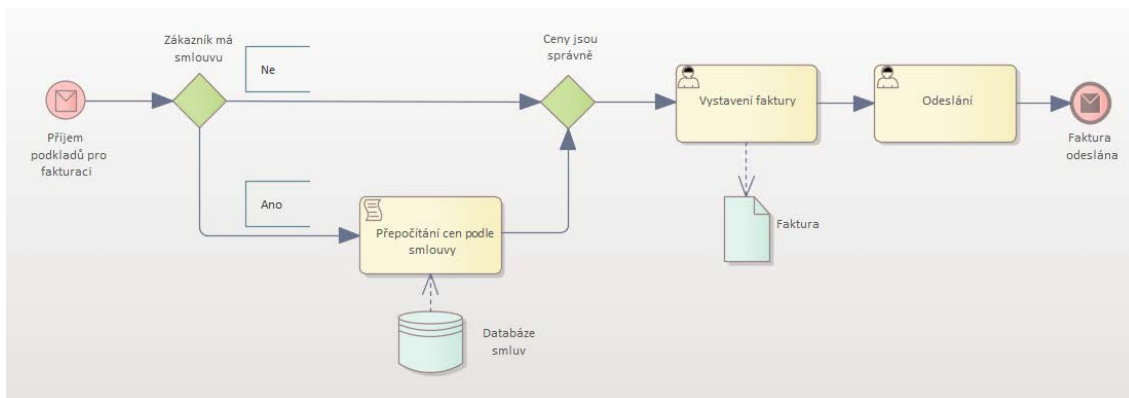 Zákazník má
smlouvu
Ne
Ceny jsou
správně
Příjem
podkladů pro
fakturaci
Vystavení faktury
Odeslání
Faktura
odeslána
Ano
Přepočítání cen podle
smlouvy
Faktura
Databáze
smluv